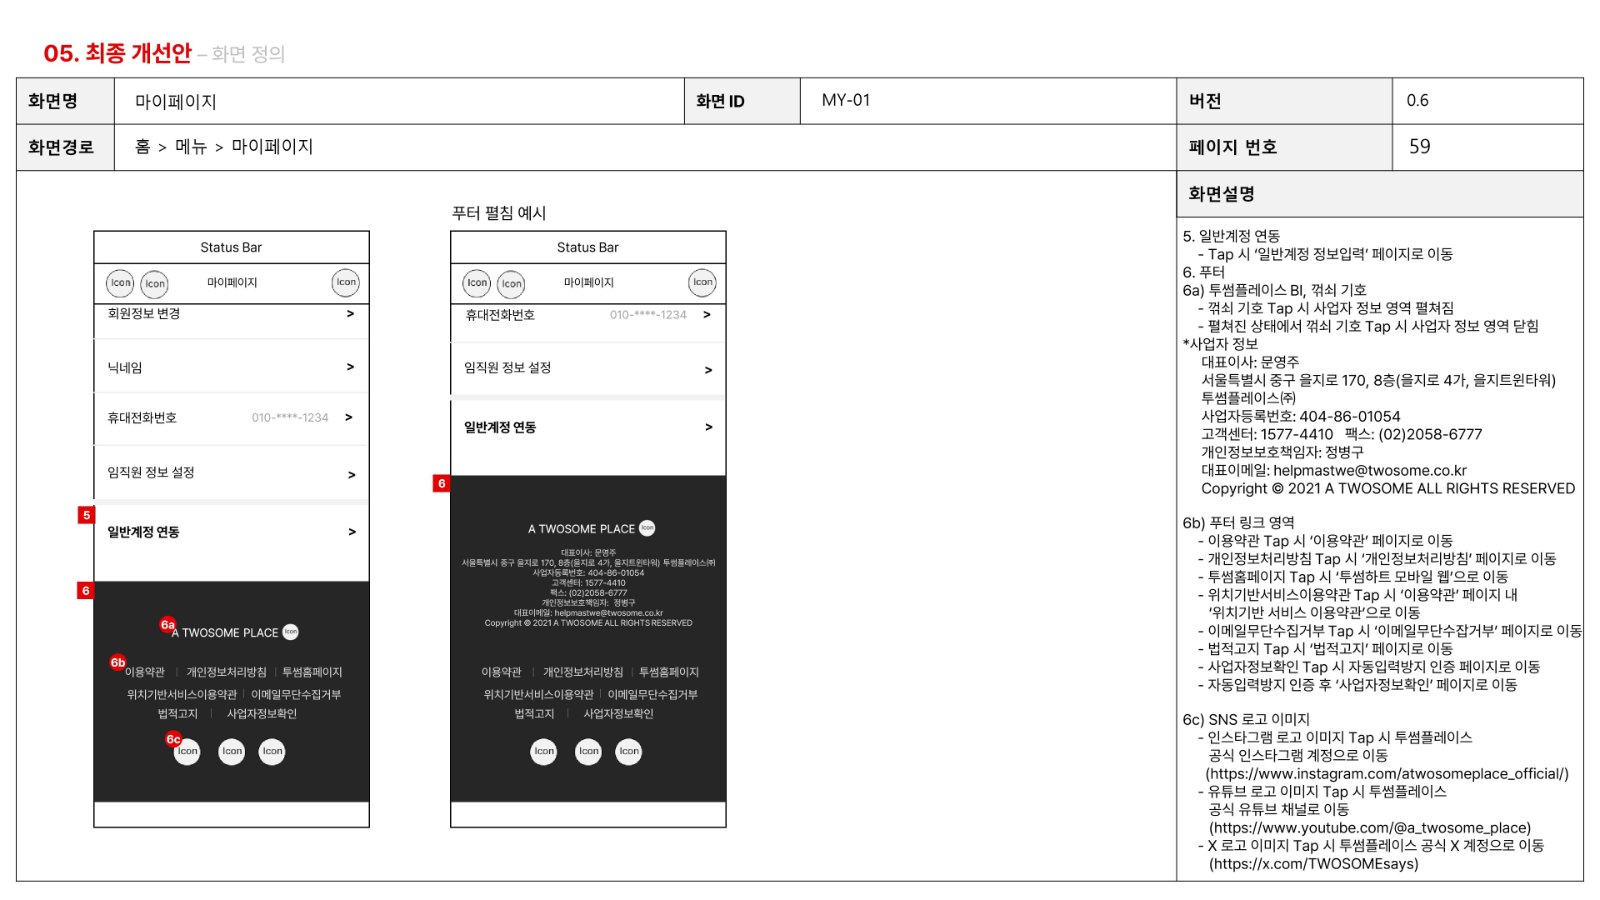 05. 최종 개선안 – 화면 정의
화면명 마이페이지 화면 ID MY-01 버전 0.6
화면경로 홈 > 메뉴 > 마이페이지 페이지 번호 59
화면설명
푸터 펼침 예시
Status Bar
Icon Icon 마이페이지 Icon
회원정보 변경 >
닉네임 >
휴대전화번호 010-****-1234 >
임직원 정보 설정 >
5
일반계정 연동 >
6
6a
A TWOSOME PLACE Icon
6b
이용약관 | 개인정보처리방침 | 투썸홈페이지
위치기반서비스이용약관 | 이메일무단수집거부
법적고지 | 사업자정보확인
6c
Icon Icon Icon
Status Bar
Icon Icon 마이페이지 Icon
휴대전화번호 010-****-1234 >
임직원 정보 설정 >
일반계정 연동 >
6
A TWOSOME PLACE Icon
대표이사: 문영주
서울특별시 중구 을지로 170, 8층(을지로 4가, 을지트윈타워) 투썸플레이스㈜
사업자등록번호: 404-86-01054
고객센터: 1577-4410
팩스: (02)2058-6777
개인정보보호책임자: 정병구
대표이메일: helpmastwe@twosome.co.kr
Copyright © 2021 A TWOSOME ALL RIGHTS RESERVED
이용약관 | 개인정보처리방침 | 투썸홈페이지
위치기반서비스이용약관 | 이메일무단수집거부
법적고지 | 사업자정보확인
Icon Icon Icon
5. 일반계정 연동
- Tap 시 ‘일반계정 정보입력’ 페이지로 이동
6. 푸터
6a) 투썸플레이스 BI, 꺾쇠 기호
- 꺾쇠 기호 Tap 시 사업자 정보 영역 펼쳐짐
- 펼쳐진 상태에서 꺾쇠 기호 Tap 시 사업자 정보 영역 닫힘
*사업자 정보
대표이사: 문영주
서울특별시 중구 을지로 170, 8층(을지로 4가, 을지트윈타워)
투썸플레이스㈜
사업자등록번호: 404-86-01054
고객센터: 1577-4410 팩스: (02)2058-6777
개인정보보호책임자: 정병구
대표이메일: helpmastwe@twosome.co.kr
Copyright © 2021 A TWOSOME ALL RIGHTS RESERVED
6b) 푸터 링크 영역
- 이용약관 Tap 시 ‘이용약관’ 페이지로 이동
- 개인정보처리방침 Tap 시 ‘개인정보처리방침’ 페이지로 이동
- 투썸홈페이지 Tap 시 ‘투썸하트 모바일 웹’으로 이동
- 위치기반서비스이용약관 Tap 시 ‘이용약관’ 페이지 내
‘위치기반 서비스 이용약관’으로 이동
- 이메일무단수집거부 Tap 시 ‘이메일무단수잡거부’ 페이지로 이동
- 법적고지 Tap 시 ‘법적고지’ 페이지로 이동
- 사업자정보확인 Tap 시 자동입력방지 인증 페이지로 이동
- 자동입력방지 인증 후 ‘사업자정보확인’ 페이지로 이동
6c) SNS 로고 이미지
- 인스타그램 로고 이미지 Tap 시 투썸플레이스
공식 인스타그램 계정으로 이동
(https://www.instagram.com/atwosomeplace_official/)
- 유튜브 로고 이미지 Tap 시 투썸플레이스
공식 유튜브 채널로 이동
(https://www.youtube.com/@a_twosome_place)
- X 로고 이미지 Tap 시 투썸플레이스 공식 X 계정으로 이동
(https://x.com/TWOSOMEsays)